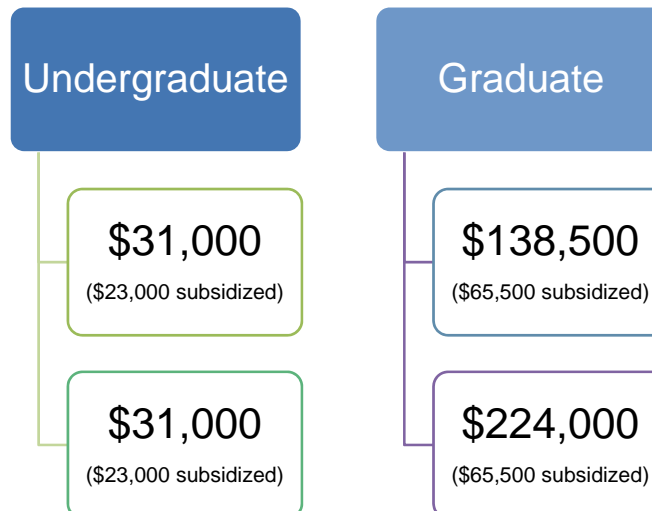 Undergraduate
$31,000
($23,000 subsidized)
$31,000
($23,000 subsidized)
Graduate
$138,500
($65,500 subsidized)
$224,000
($65,500 subsidized)